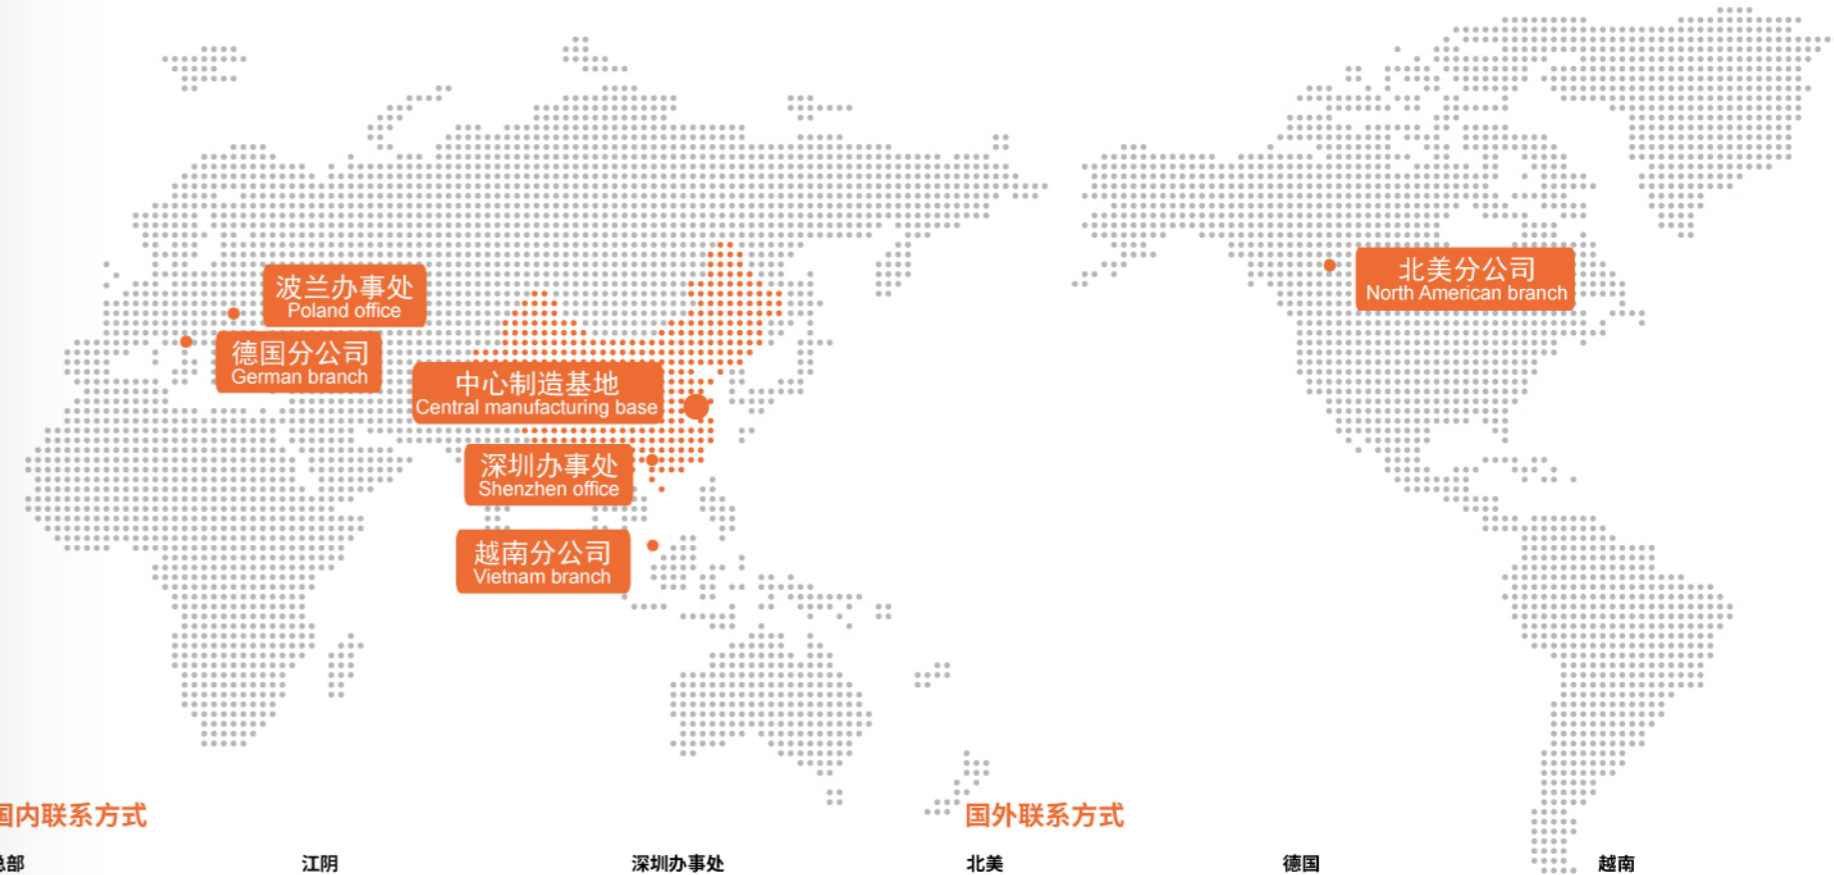 波兰办事处
Poland office
德国分公司
German branch
中心制造基地
Central manufacturing base
深圳办事处
Shenzhen office
越南分公司
Vietnam branch
北美分公司
North American branch
国内联系方式
国外联系方式
总部
江阴
深圳办事处
北美
德国
越南